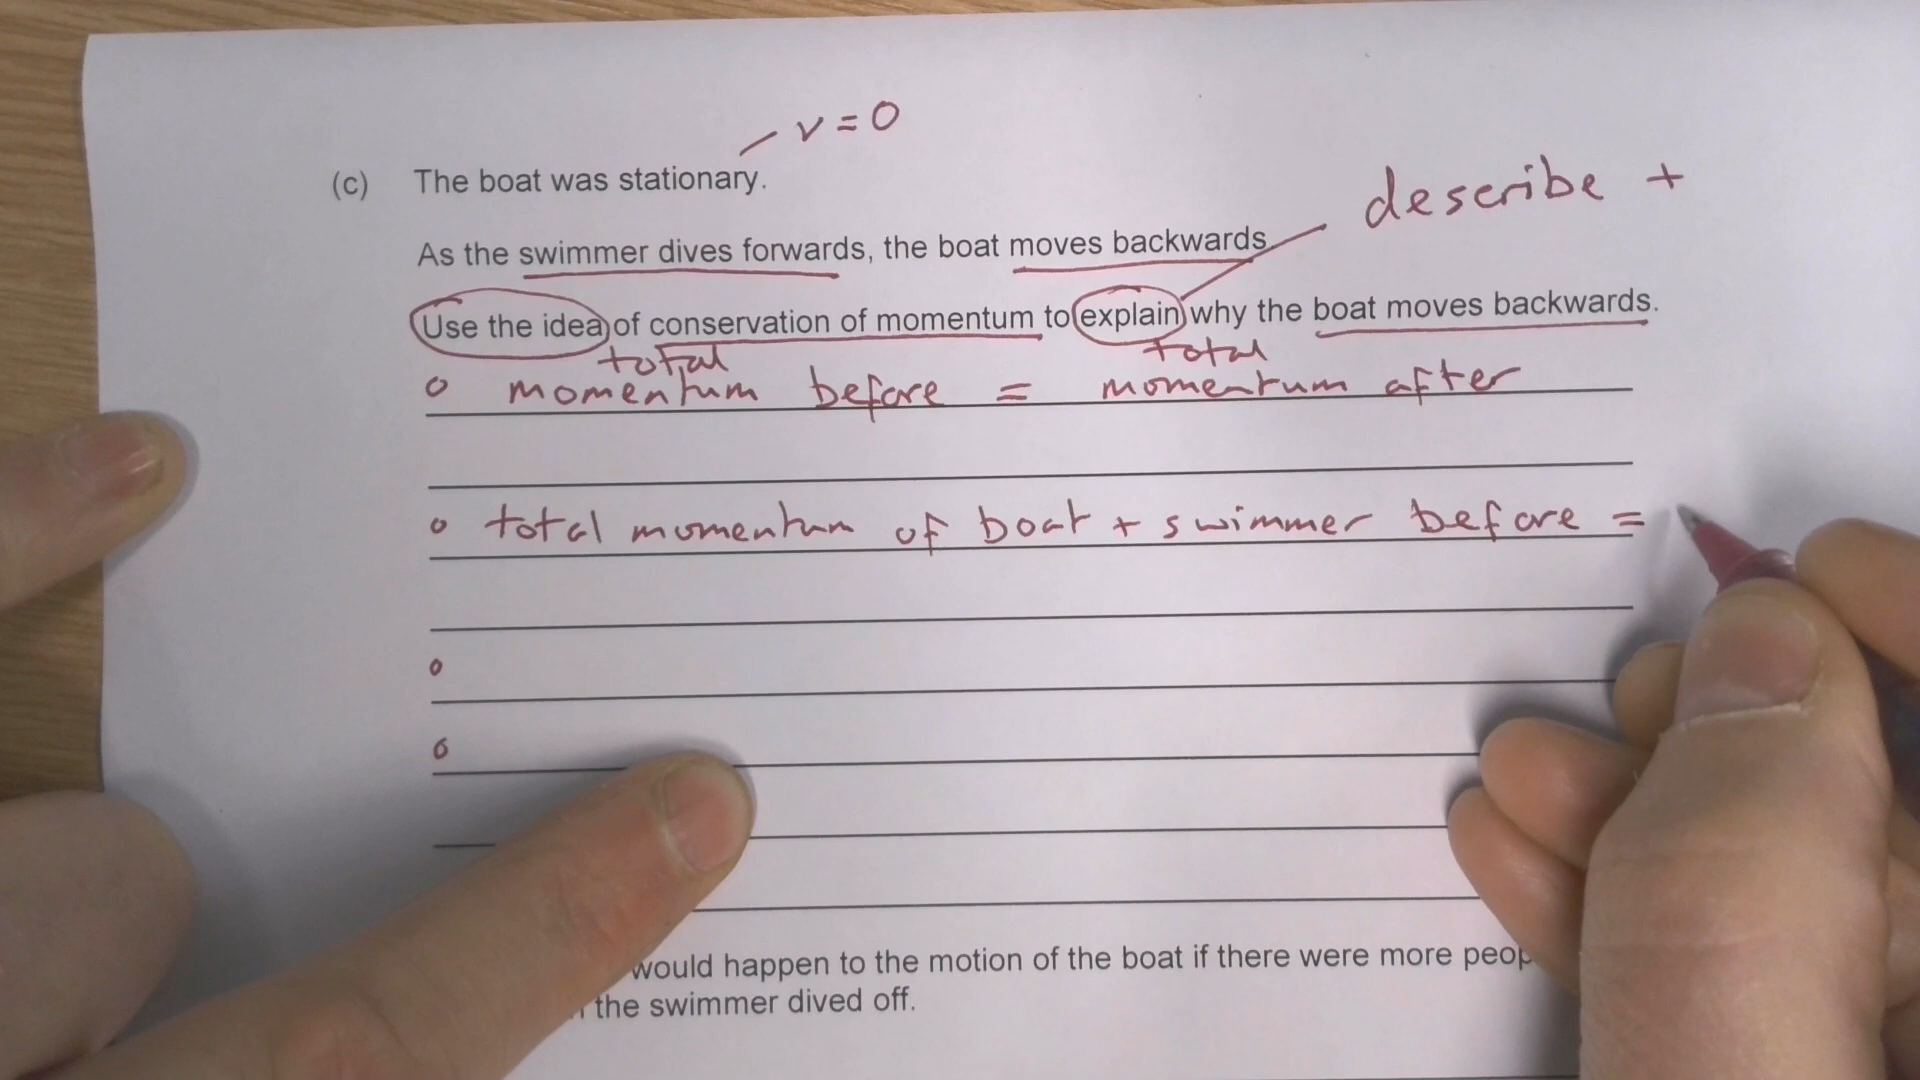 v = 0
(c) The boat was stationary.
describe +
As the swimmer dives forwards, the boat moves backwards
Use the idea of conservation of momentum to explain why the boat moves backwards.
total total
o momentum before = momentum after
o total momentum of boat + swimmer before =
o
o
would happen to the motion of the boat if there were more
the swimmer dived off.